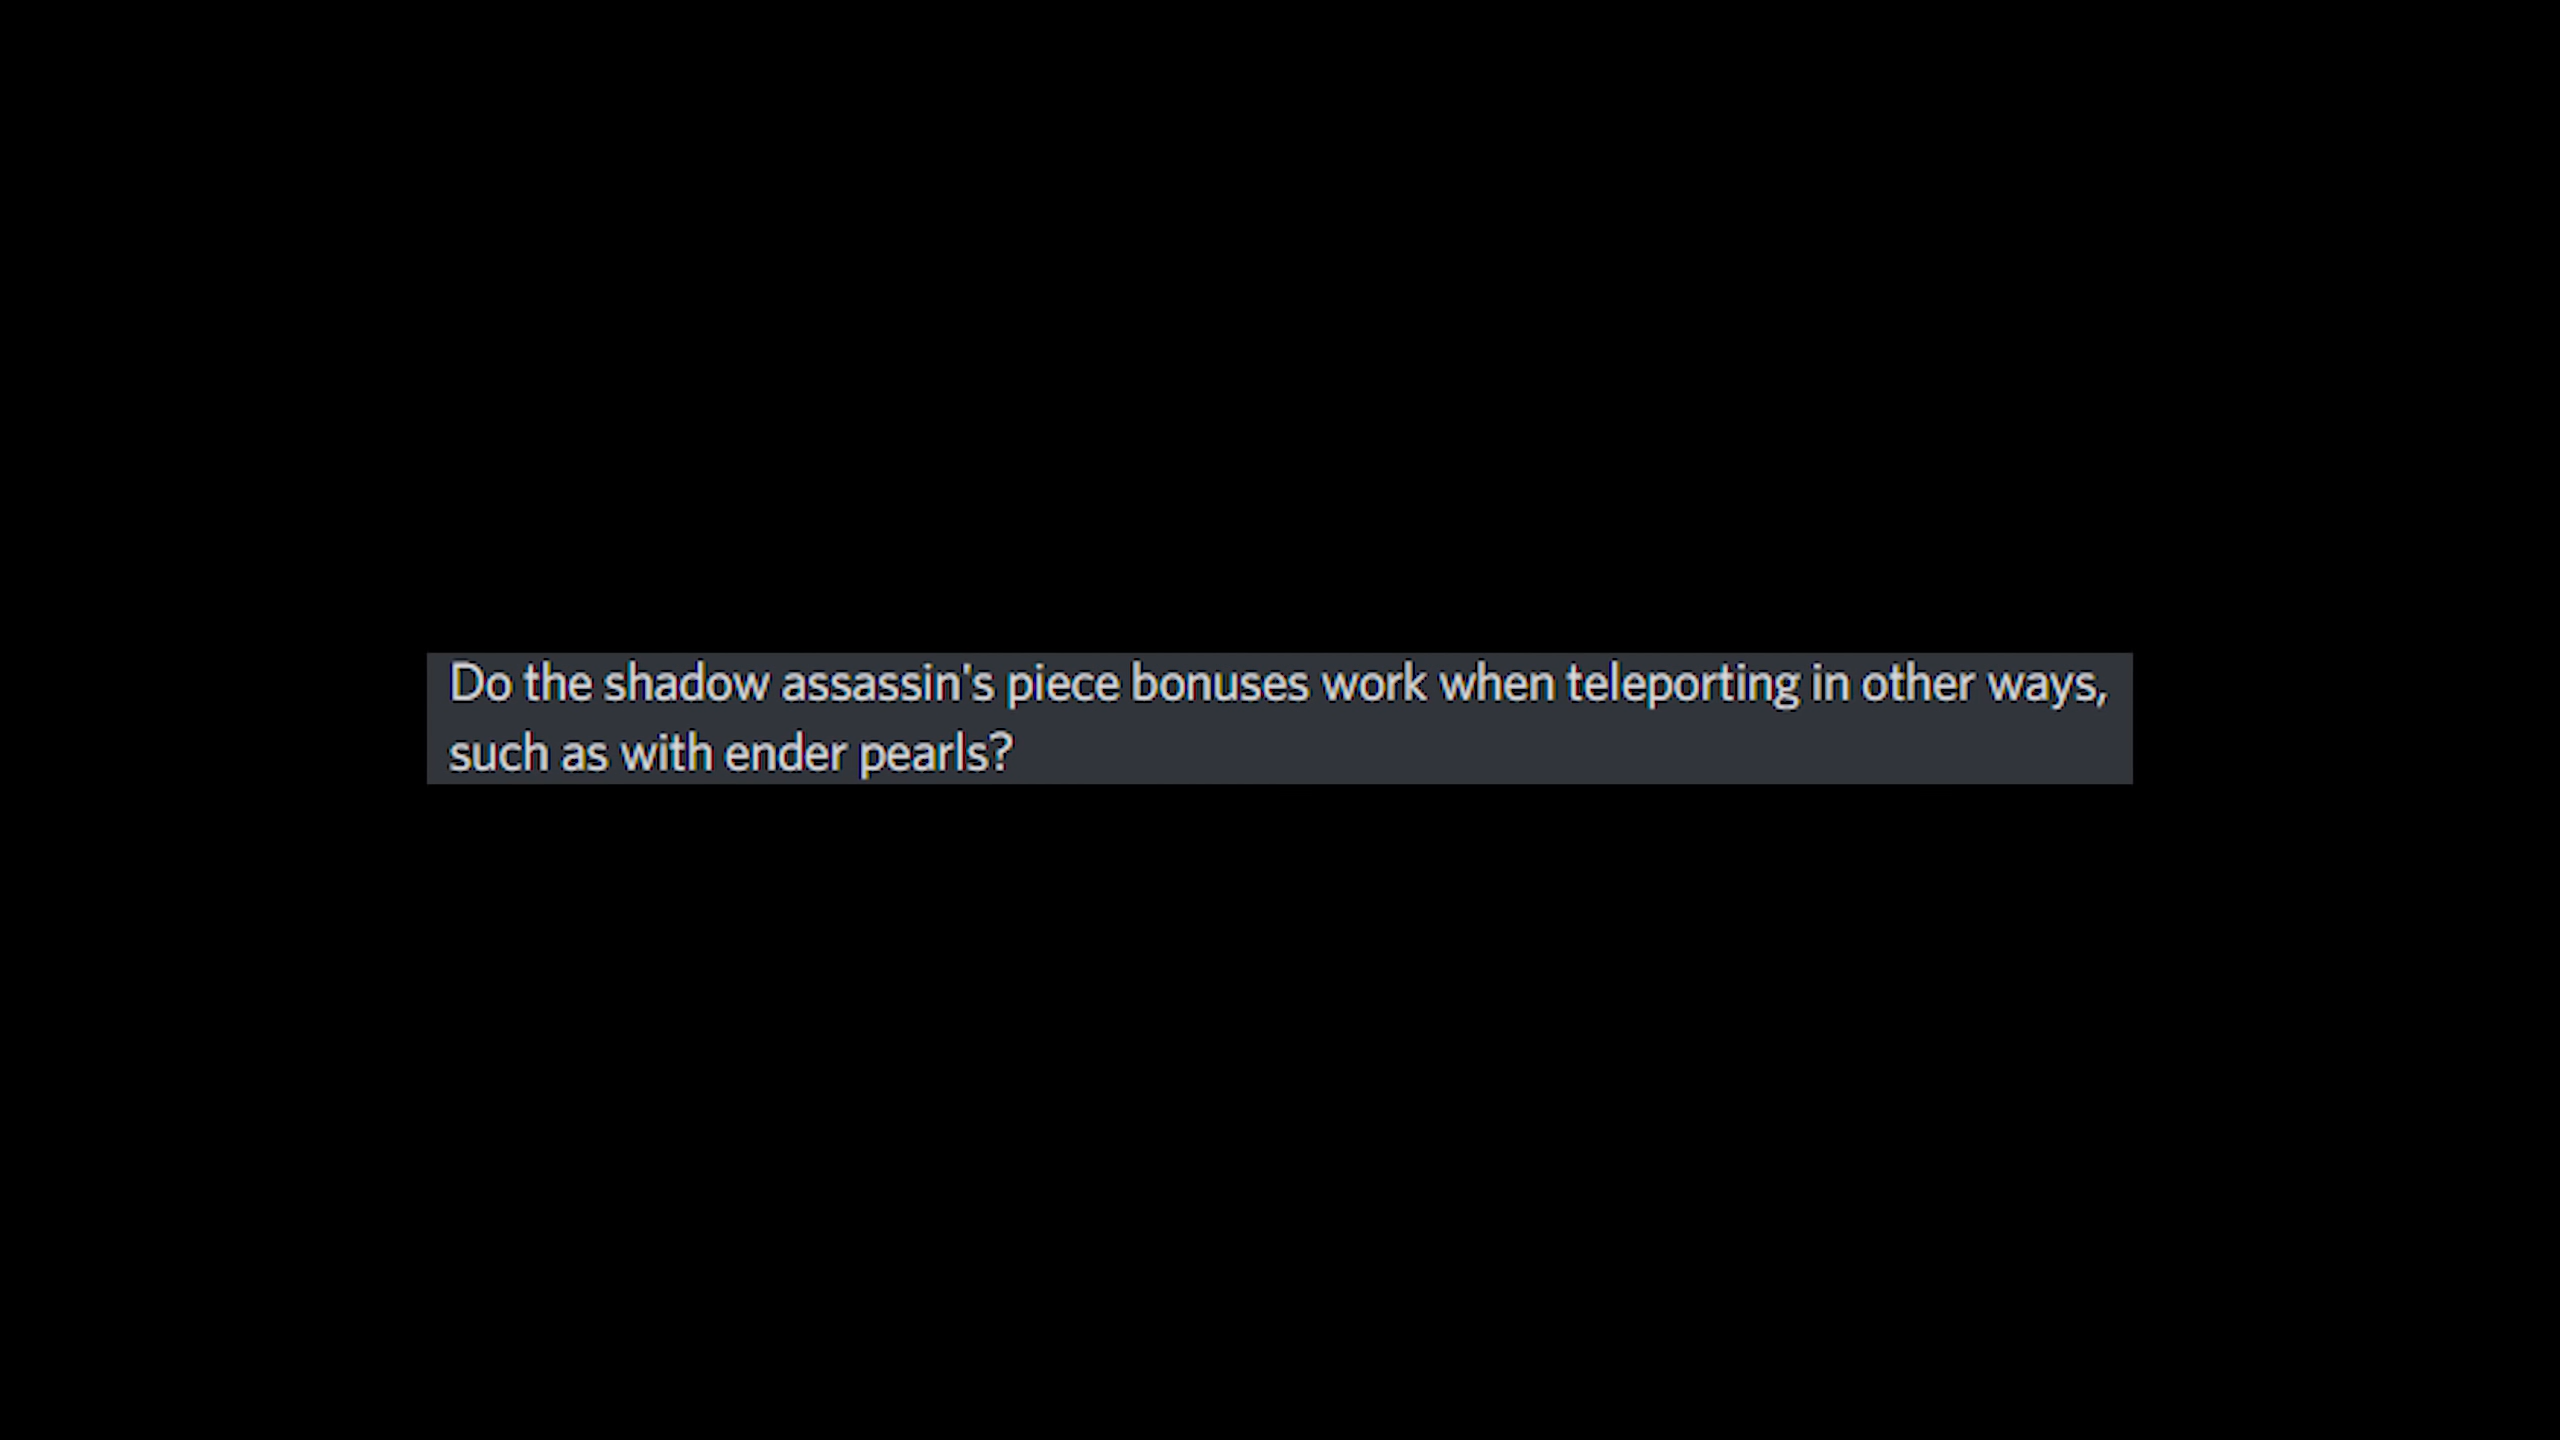 Do the shadow assassin's piece bonuses work when teleporting in other ways,
such as with ender pearls?